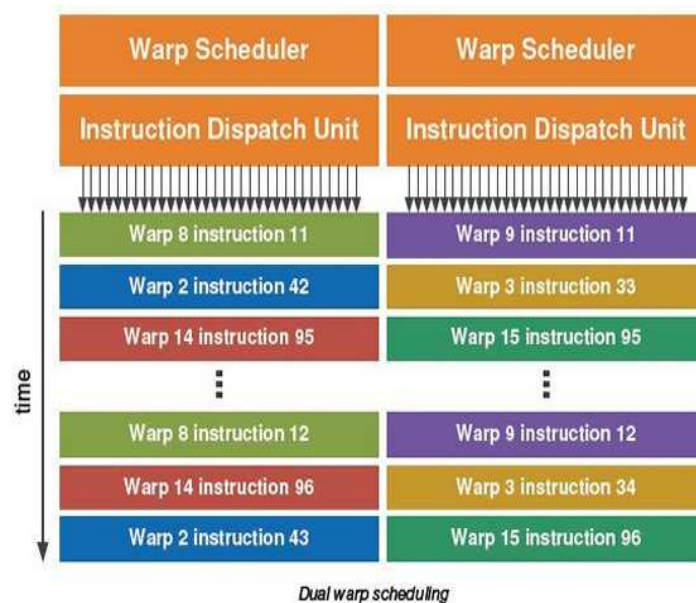 Warp Scheduler
Instruction Dispatch Unit
Warp 8 instruction 11
Warp 2 instruction 42
Warp 14 instruction 95
Warp 8 instruction 12
Warp 14 instruction 96
Warp 2 instruction 43
Warp Scheduler
Instruction Dispatch Unit
Warp 9 instruction 11
Warp 3 instruction 33
Warp 15 instruction 95
Warp 9 instruction 12
Warp 3 instruction 34
Warp 15 instruction 96
time
Dual warp scheduling